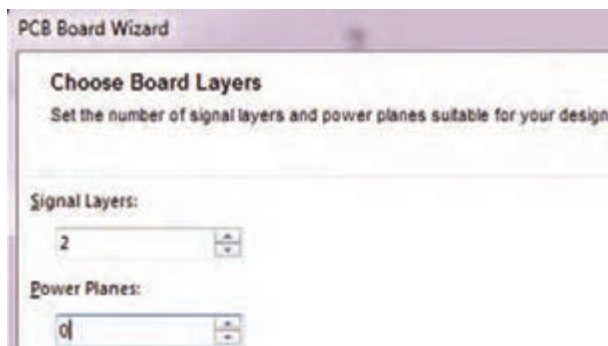 PCB Board Wizard
Choose Board Layers
Set the number of signal layers and power planes suitable for your design
Signal Layers:
2
Power Planes:
0